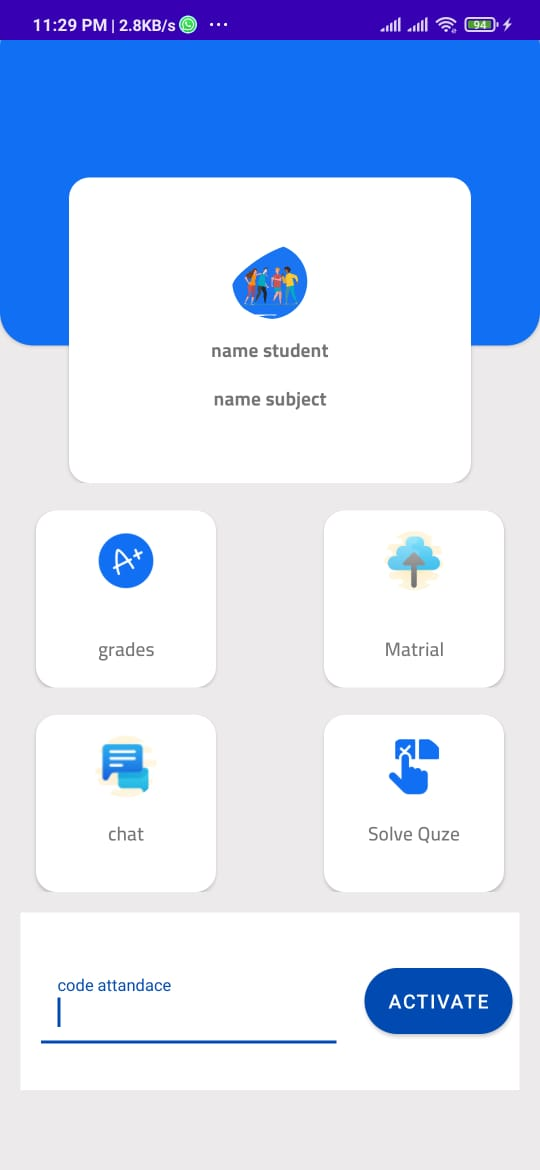 11:29 PM | 2.8KB/s ...
94
name student
name subject
A+
grades
Matrial
chat
Solve Quze
code attandace
ACTIVATE